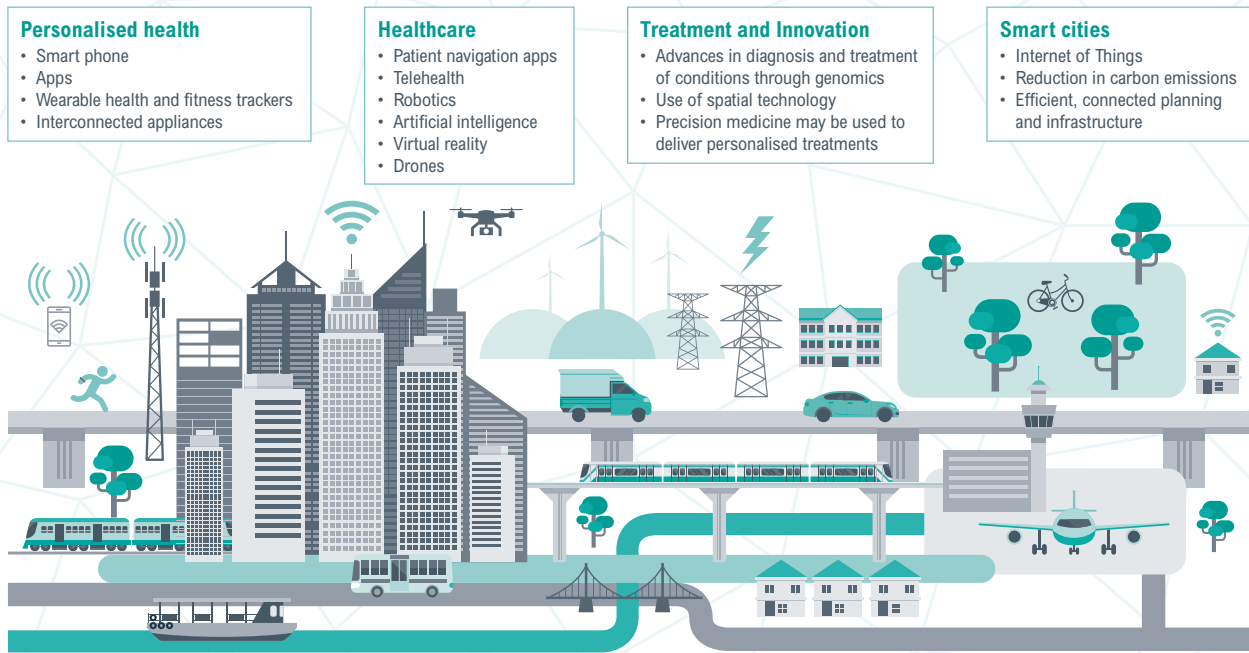 Personalised health
• Smart phone
• Apps
• Wearable health and fitness trackers
• Interconnected appliances
Healthcare
• Patient navigation apps
• Telehealth
• Robotics
• Artificial intelligence
• Virtual reality
• Drones
Treatment and Innovation
• Advances in diagnosis and treatment
of conditions through genomics
• Use of spatial technology
• Precision medicine may be used to
deliver personalised treatments
Smart cities
• Internet of Things
• Reduction in carbon emissions
• Efficient, connected planning
and infrastructure